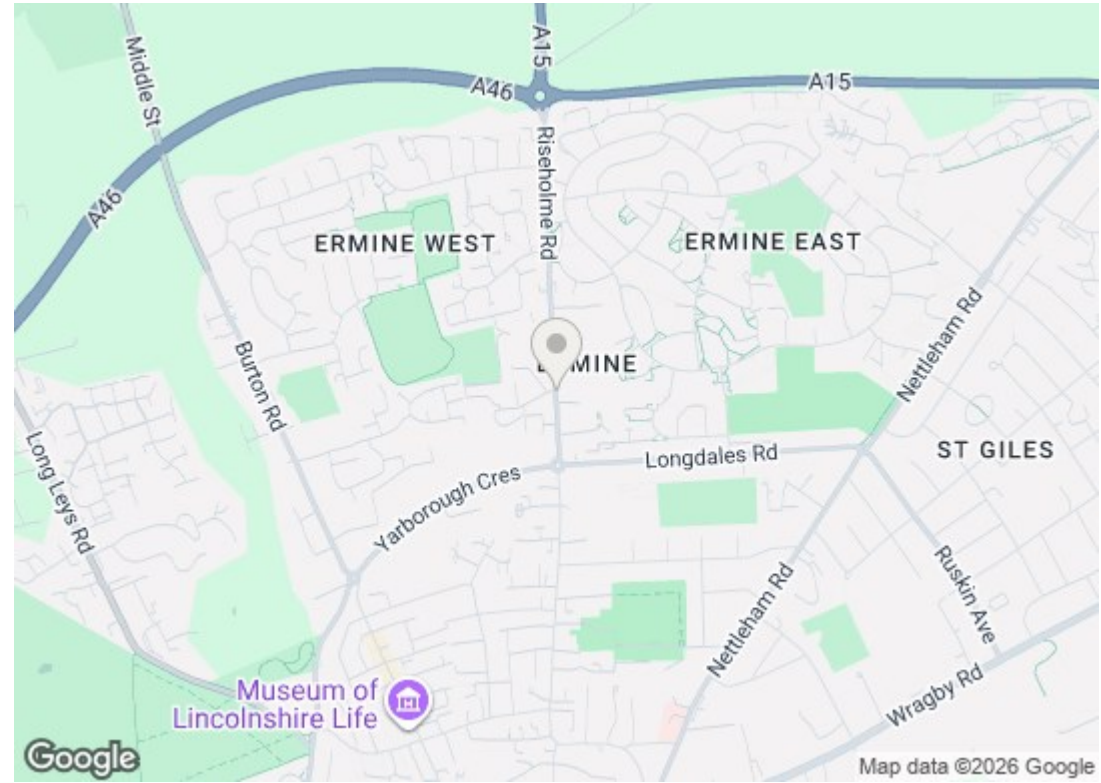 A15
Middle St
A46
A15
Riseholme Rd
A46
ERMINE WEST
ERMINE EAST
Nettleham Rd
Burton Rd
MINE
Long Leys Rd
Longdales Rd
ST GILES
Yarborough Cres
Ruskin Ave
Nettleham Rd
Wragby Rd
Museum of
Lincolnshire Life
Google
Map data ©2026 Google